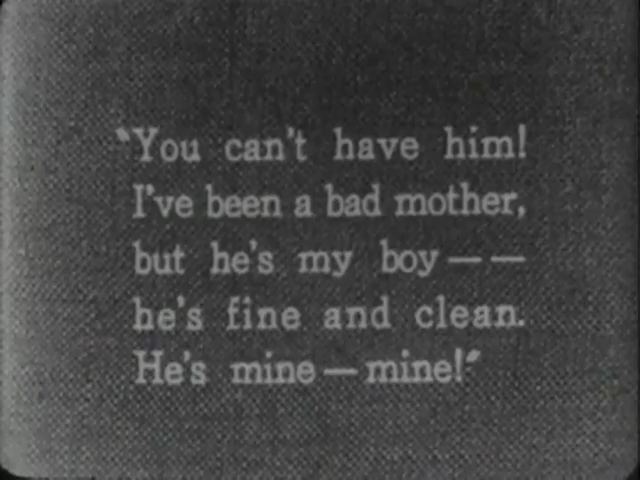 "You can't have him!
I've been a bad mother,
but he's my boy — —
he's fine and clean.
He's mine — mine!"